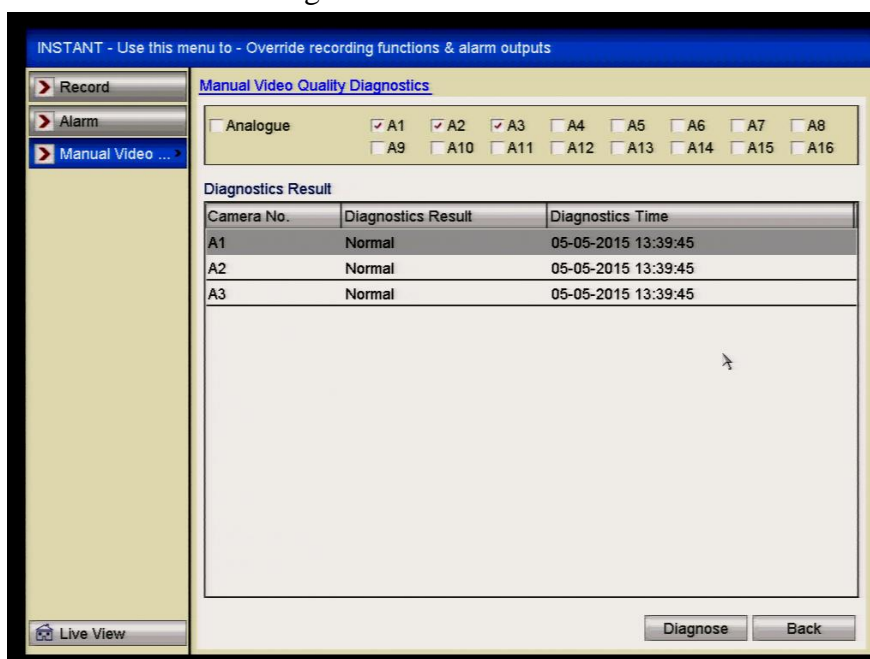 INSTANT - Use this menu to - Override recording functions & alarm outputs
Record
Alarm
Manual Video ...
Live View
Manual Video Quality Diagnostics
Analogue A1 A2 A3 A4 A5 A6 A7 A8
A9 A10 A11 A12 A13 A14 A15 A16
Diagnostics Result
Camera No. Diagnostics Result Diagnostics Time
A1 Normal 05-05-2015 13:39:45
A2 Normal 05-05-2015 13:39:45
A3 Normal 05-05-2015 13:39:45
Diagnose Back